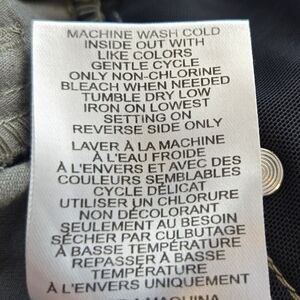 MACHINE WASH COLD
INSIDE OUT WITH
LIKE COLORS
GENTLE CYCLE
ONLY NON-CHLORINE
BLEACH WHEN NEEDED
TUMBLE DRY LOW
IRON ON LOWEST
SETTING ON
REVERSE SIDE ONLY
LAVER À LA MACHINE
À L'EAU FROIDE
À L'ENVERS ET AVEC DES
COULEURS SEMBLABLES
CYCLE DÉLICAT
UTILISER UN CHLORURE
NON DÉCOLORANT
SEULEMENT AU BESOIN
SÉCHER PAR CULBUTAGE
À BASSE TEMPÉRATURE
REPASSER À BASSE
TEMPÉRATURE
À L'ENVERS UNIQUEMENT
MAQUINA